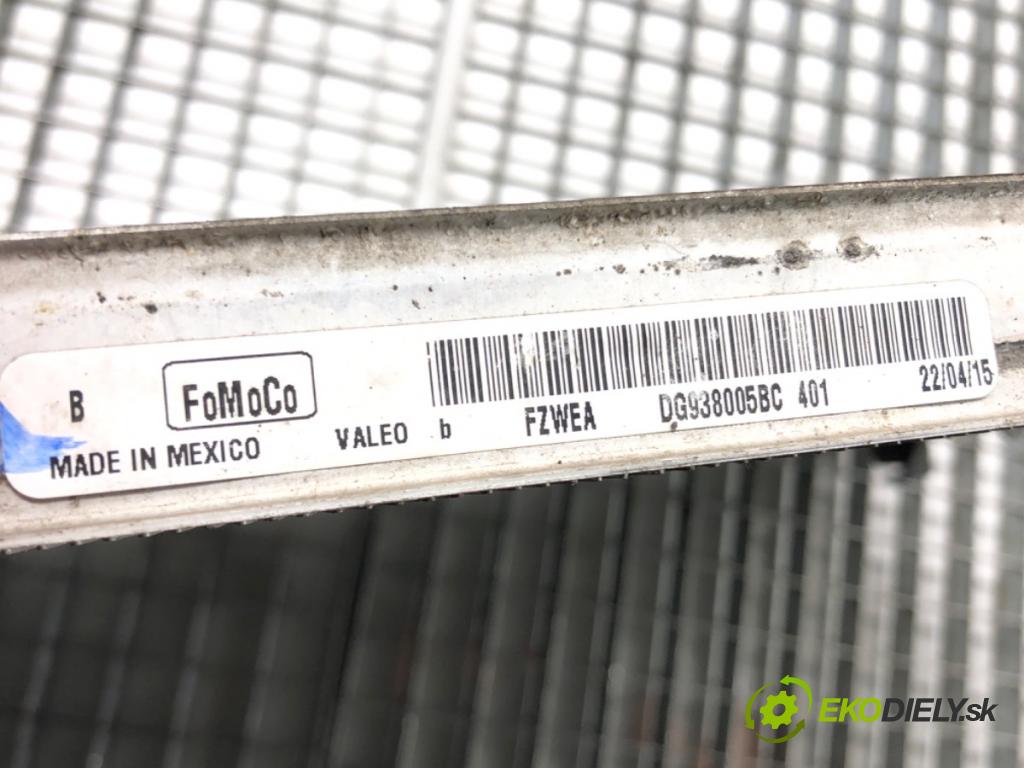 B FoMoCo
MADE IN MEXICO VALEO b FZWEA DG938005BC 401 22/04/15
EKODIELY.sk